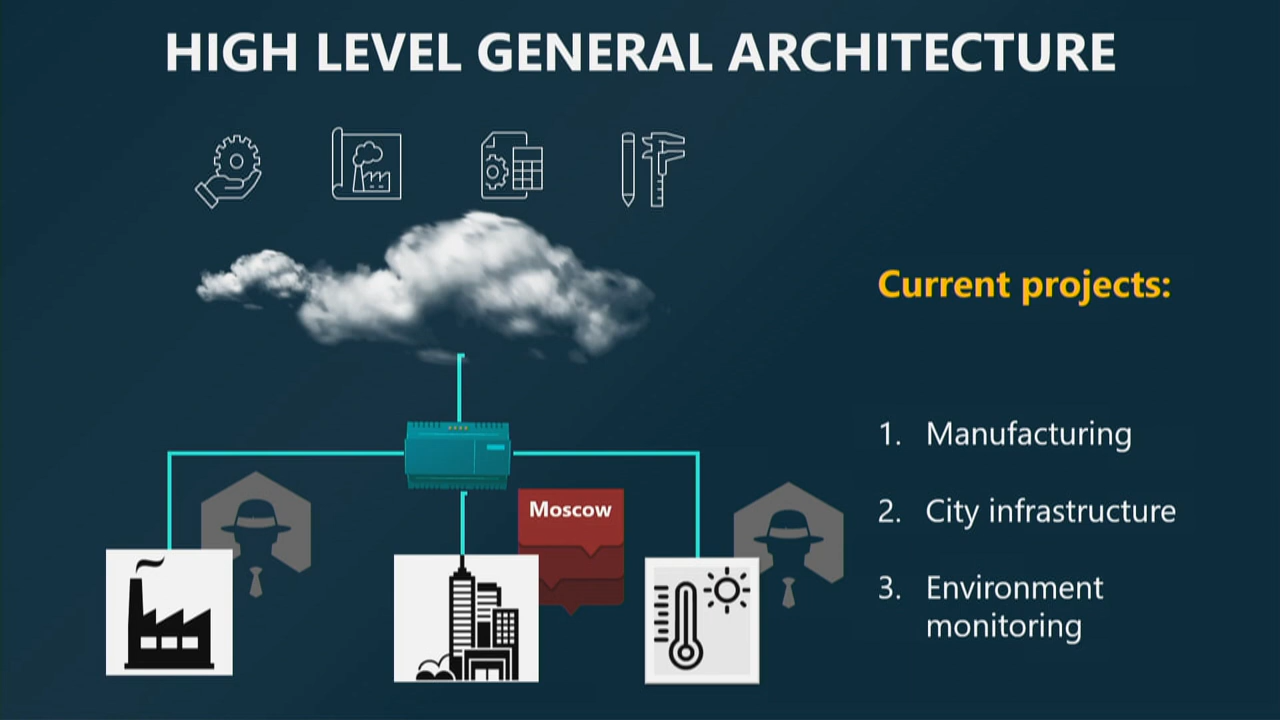 HIGH LEVEL GENERAL ARCHITECTURE
Current projects:
Moscow
1. Manufacturing
2. City infrastructure
3. Environment
monitoring